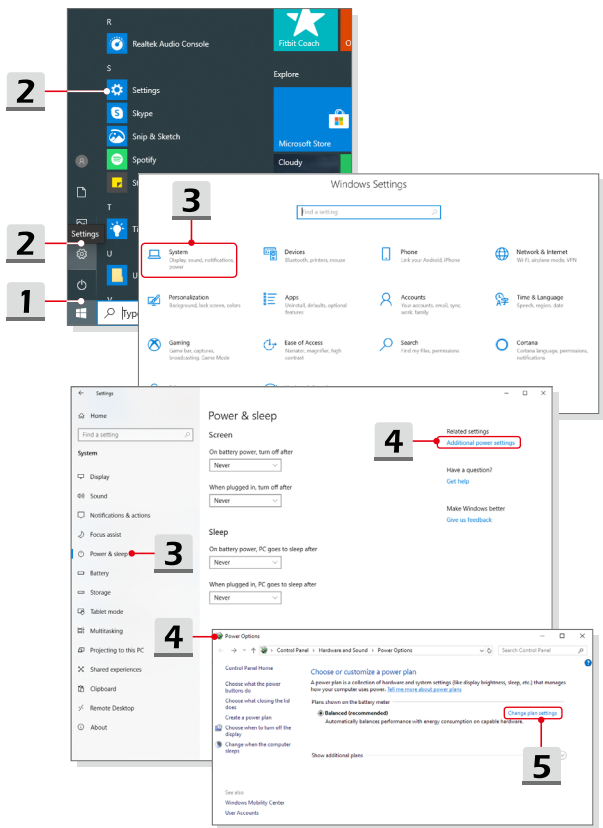 R
Realtek Audio Console
Fitbit Coach
O
S
Explore
2
Settings
Skype
Snip & Sketch
Microsoft Store
Spotify
Cloudy
St
T
Ti
2
Settings
U
U
1
V
Type
Windows Settings
Find a setting
3
System
Display, sound, notifications,
power
Devices
Bluetooth, printers, mouse
Phone
Link your Android, iPhone
Network & Internet
Wi-Fi, airplane mode, VPN
Personalization
Background, lock screen, colors
Apps
Uninstall, defaults, optional
features
Accounts
Your accounts, email, sync,
work, family
Time & Language
Speech, region, date
Gaming
Game bar, captures,
broadcasting, Game Mode
Ease of Access
Narrator, magnifier, high
contrast
Search
Find my files, permissions
Cortana
Cortana language, permissions,
notifications
Settings
Home
Find a setting
System
Display
Sound
Notifications & actions
Focus assist
Power & sleep
3
Battery
Storage
Tablet mode
Multitasking
Projecting to this PC
Shared experiences
Clipboard
Remote Desktop
About
Power & sleep
Screen
On battery power, turn off after
Never
When plugged in, turn off after
Never
Sleep
On battery power, PC goes to sleep after
Never
When plugged in, PC goes to sleep after
Never
4
Related settings
Additional power settings
Have a question?
Get help
Make Windows better
Give us feedback
4
Power Options
Control Panel > Hardware and Sound > Power Options
Search Control Panel
Control Panel Home
Choose what the power
buttons do
Choose what closing the lid
does
Create a power plan
Choose when to turn off the
display
Change when the computer
sleeps
See also
Windows Mobility Center
User Accounts
Choose or customize a power plan
A power plan is a collection of hardware and system settings (like display brightness, sleep, etc.) that manages
how your computer uses power. Tell me more about power plans
Plans shown on the battery meter
Balanced (recommended)
Change plan settings
Automatically balances performance with energy consumption on capable hardware.
5
Show additional plans